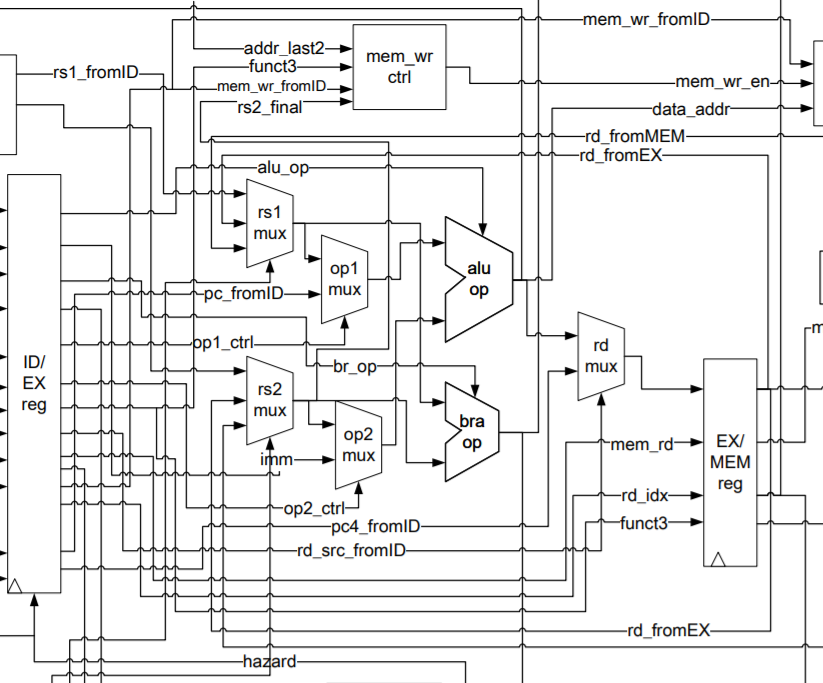 mem_wr_fromID
addr_last2
mem_wr
ctrl
funct3
rs1_fromID
mem_wr_fromID
mem_wr_en
rs2_final
data_addr
rd_fromMEM
rd_fromEX
alu_op
rs1
mux
op1
mux
alu
op
pc_fromID
op1_ctrl
rd
mux
ID/
EX
reg
br_op
rs2
mux
bra
op
op2
mux
imm
mem_rd
EX/
MEM
reg
rd_idx
op2_ctrl
pc4_fromID
funct3
rd_src_fromID
rd_fromEX
hazard